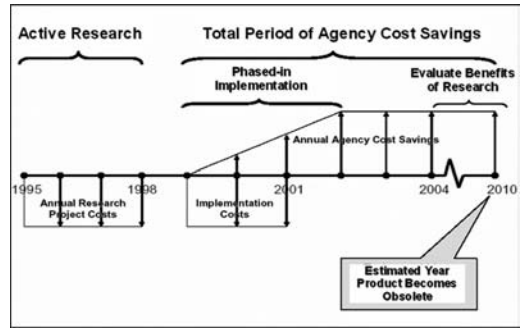 Active Research
Total Period of Agency Cost Savings
Phased-in
Implementation
Evaluate Benefits
of Research
Annual Agency Cost Savings
1995
1998
2001
2004
2010
Annual Research
Project Costs
Implementation
Costs
Estimated Year
Product Becomes
Obsolete